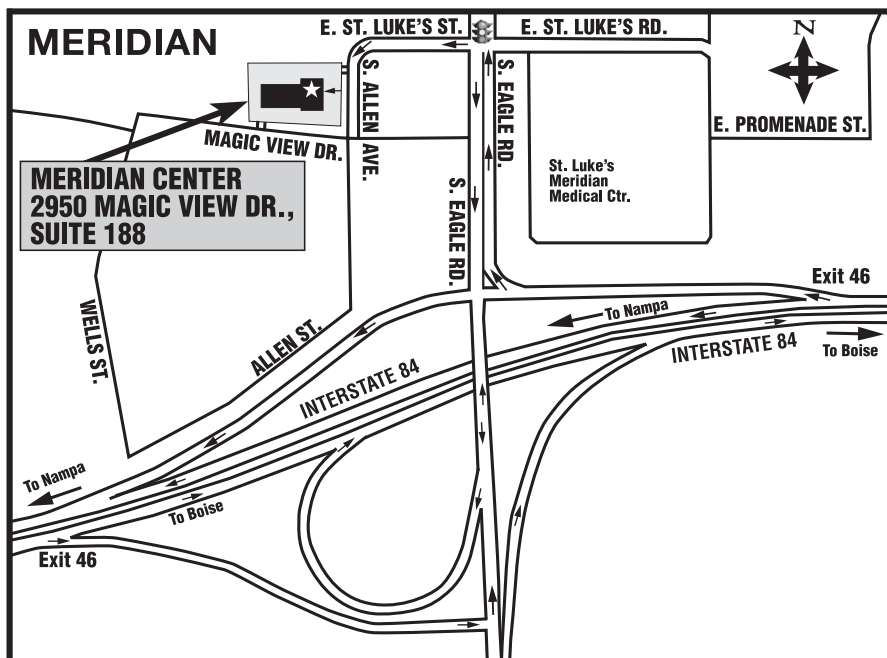 MERIDIAN
E. ST. LUKE'S ST.
E. ST. LUKE'S RD.
N
S. ALLEN AVE.
S. EAGLE RD.
E. PROMENADE ST.
MAGIC VIEW DR.
MERIDIAN CENTER
2950 MAGIC VIEW DR.,
SUITE 188
St. Luke's
Meridian
Medical Ctr.
S. EAGLE RD.
Exit 46
WELLS ST.
ALLEN ST.
To Nampa
INTERSTATE 84
INTERSTATE 84
To Boise
To Nampa
To Boise
Exit 46